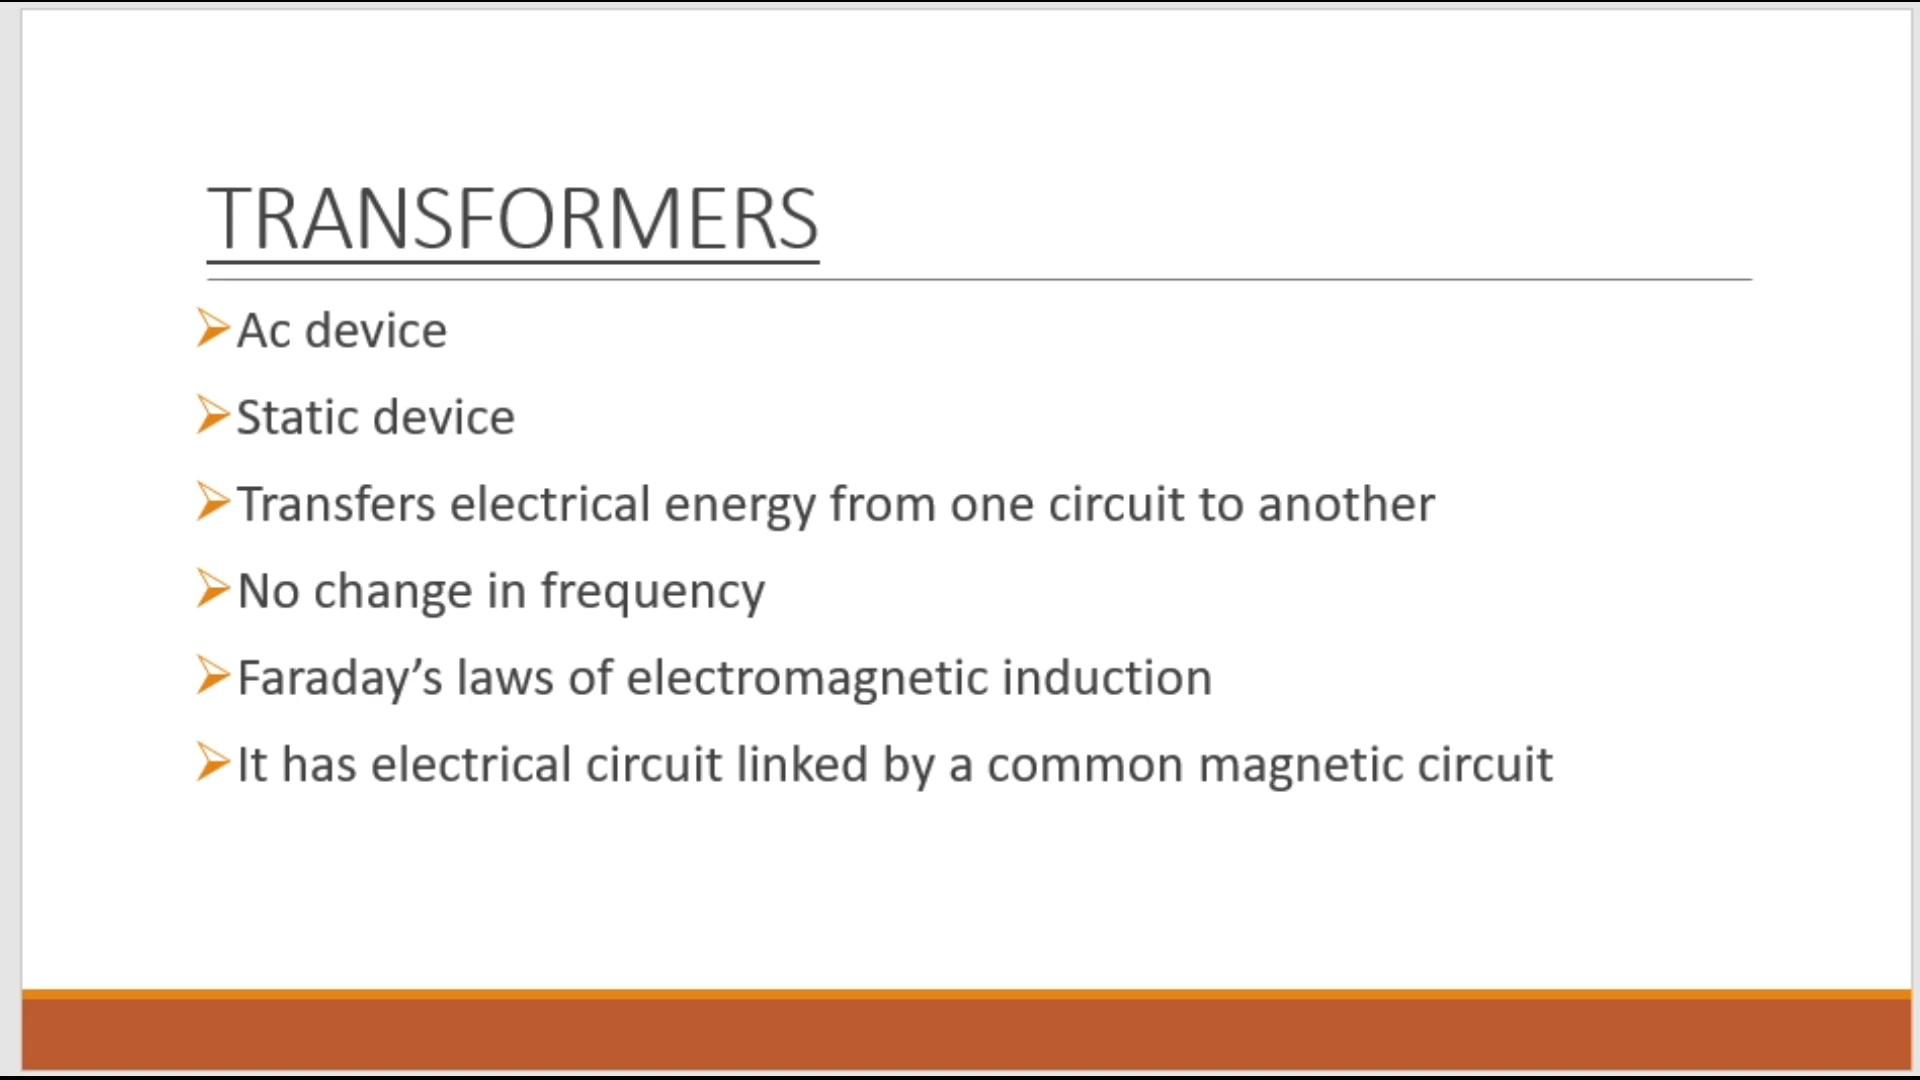 TRANSFORMERS
Ac device
Static device
Transfers electrical energy from one circuit to another
No change in frequency
Faraday’s laws of electromagnetic induction
It has electrical circuit linked by a common magnetic circuit